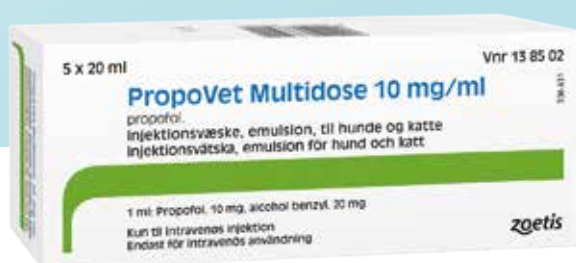 5 x 20 ml
Vnr 13 85 02
PropoVet Multidose 10 mg/ml
propofol.
Injektionsvæske, emulsion, til hunde og katte
Injektionsvätska, emulsion för hund och katt
1 ml: Propofol. 10 mg, alcohol benzyl. 20 mg
Kun til intravenøs injektion
Endast för intravenös användning
zoetis